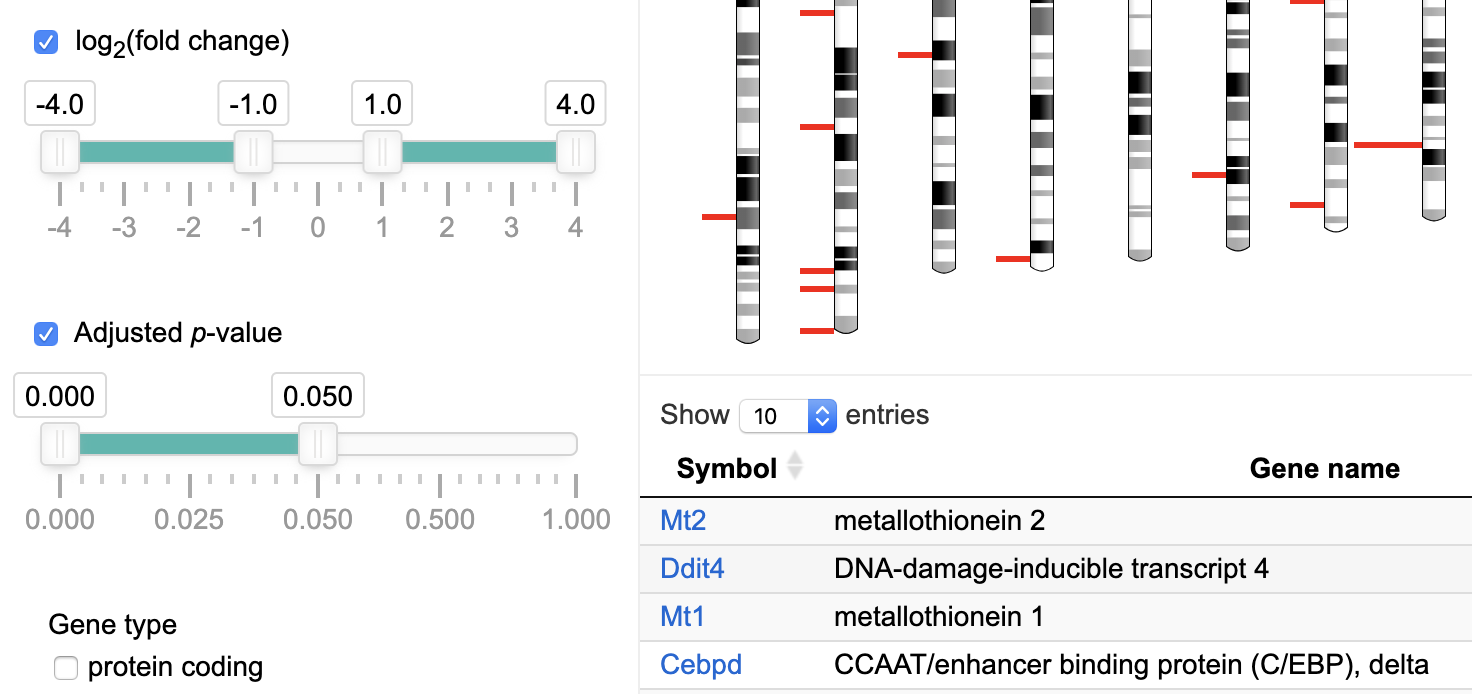 log2(fold change)
-4.0 -1.0 1.0 4.0
-4 -3 -2 -1 0 1 2 3 4
Adjusted p-value
0.000 0.050
0.000 0.025 0.050 0.500 1.000
Gene type
protein coding
Show 10 entries
Symbol Gene name
Mt2 metallothionein 2
Ddit4 DNA-damage-inducible transcript 4
Mt1 metallothionein 1
Cebpd CCAAT/enhancer binding protein (C/EBP), delta